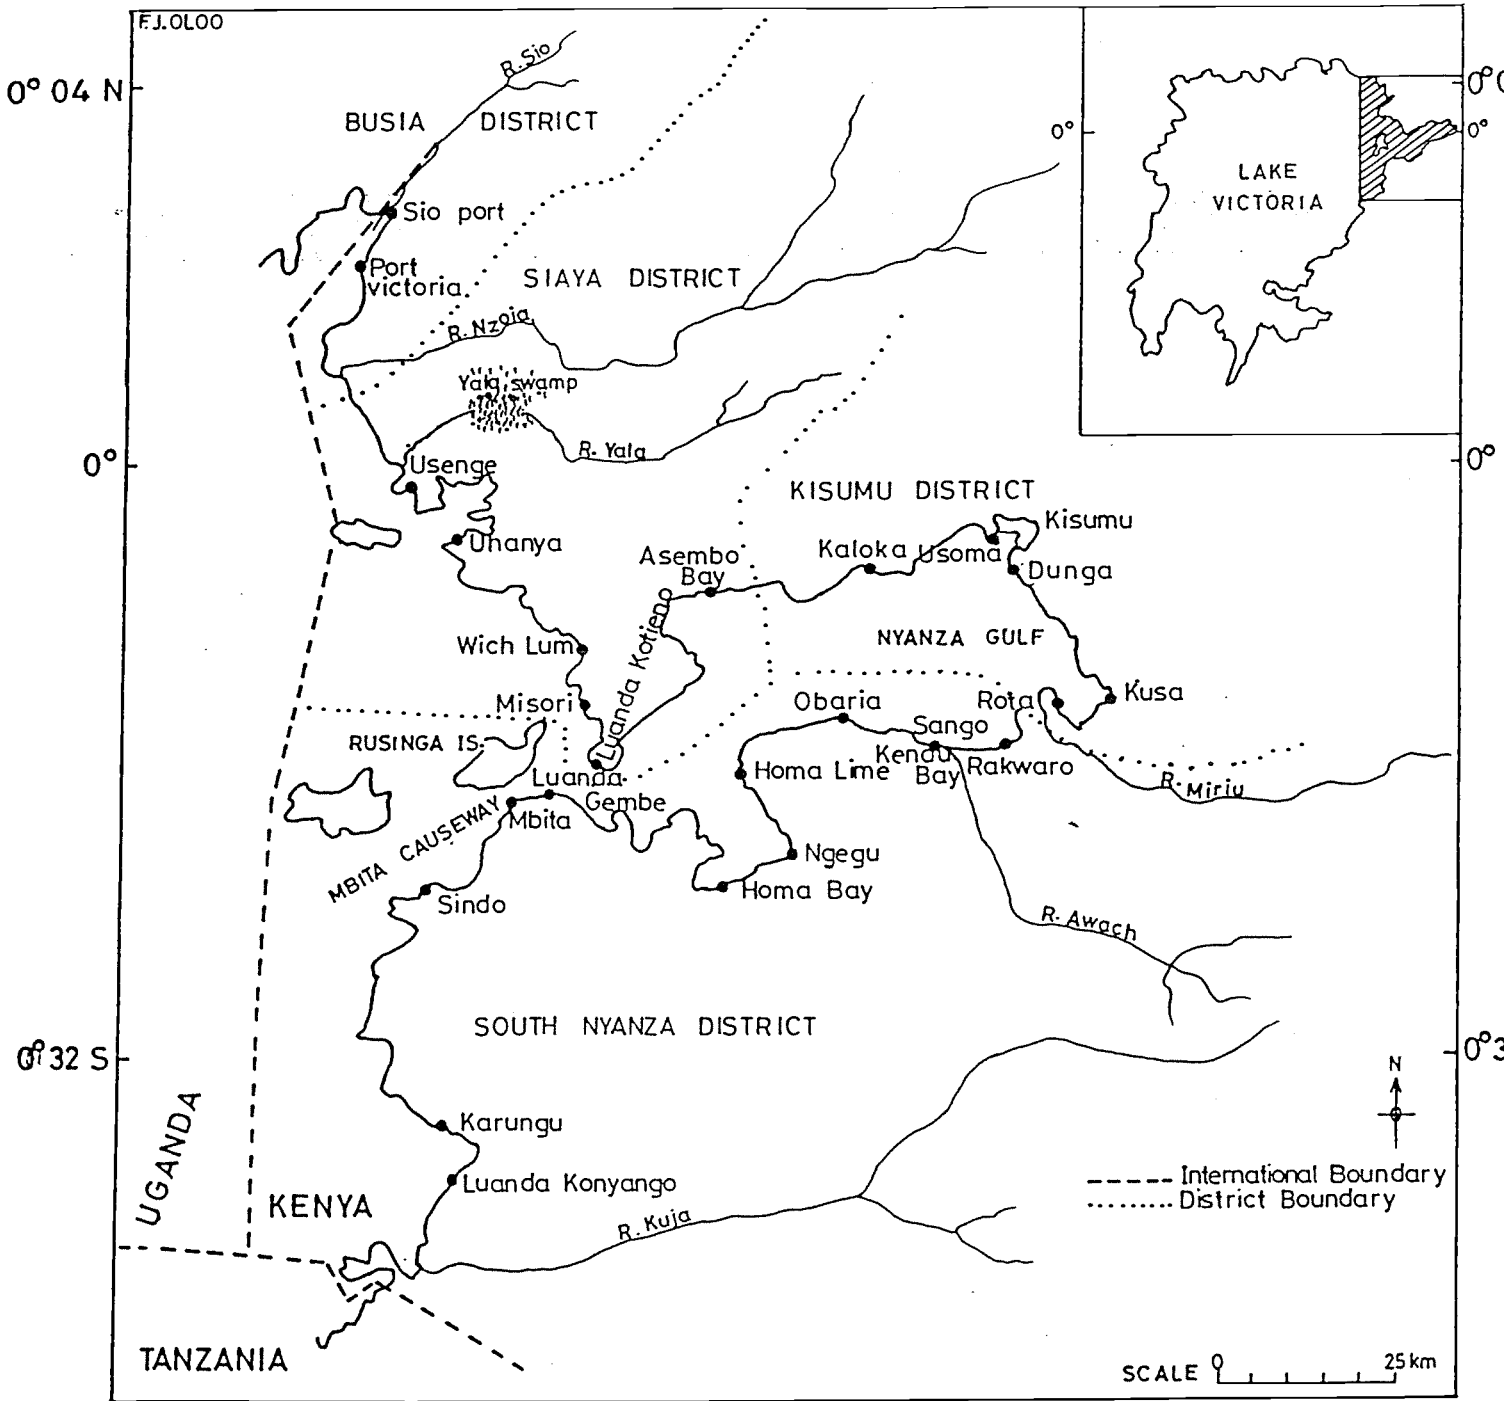 F.J.OLOO
0° 04 N
R. Sio
BUSIA DISTRICT
Sio port
Port
victoria
SIAYA DISTRICT
R. Nzoia
Yala swamp
R. Yala
0°
Usenge
Uhanya
KISUMU DISTRICT
Kisumu
Usoma
Kaloka
Dunga
Asembo
Bay
NYANZA GULF
Wich Lum
Luanda Kotieno
Misori
Kusa
Rota
Obaria
Sango
Kendu
Bay
Rakwaro
R. Miriu
RUSINGA IS.
Homa Lime
Luanda
Gembe
Mbita
MBITA CAUSEWAY
Ngegu
Homa Bay
Sindo
R. Awach
SOUTH NYANZA DISTRICT
32 S
Karungu
Luanda Konyango
R. Kuja
UGANDA
KENYA
TANZANIA
LAKE
VICTORIA
0°
0°
0°
N
International Boundary
District Boundary
SCALE 0 25km